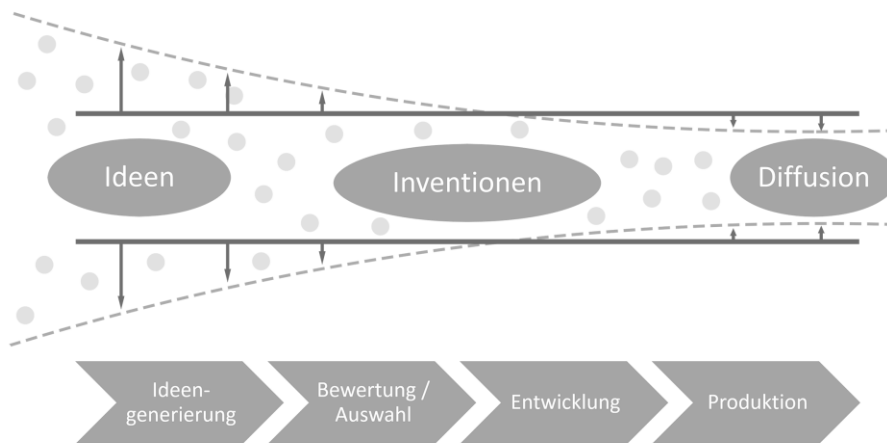 Ideen
Inventionen
Diffusion
Ideen-
generierung
Bewertung /
Auswahl
Entwicklung
Produktion